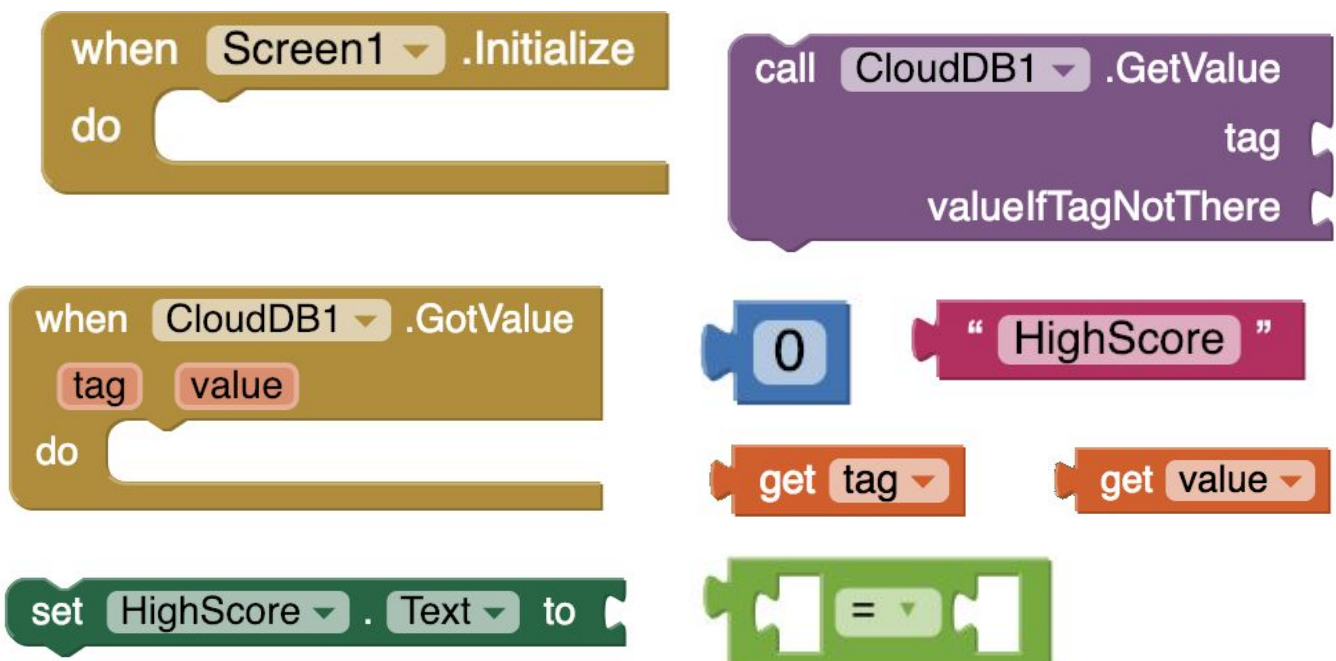 when Screen1 .Initialize
do
call CloudDB1 .GetValue
tag
valueIfTagNotThere
when CloudDB1 .GotValue
tag value
do
0
“ HighScore ”
get tag
get value
set HighScore . Text to
=